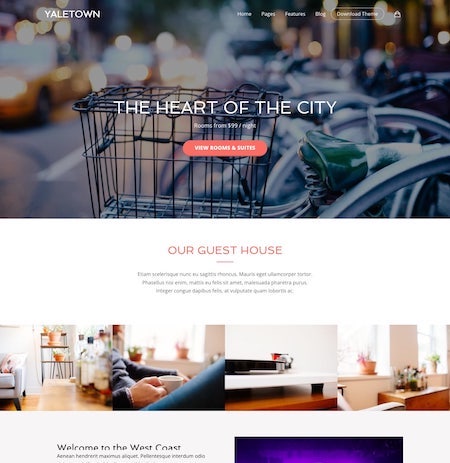 YALETOWN
Home Pages Features Blog Download Theme
THE HEART OF THE CITY
Rooms from $99 / night
VIEW ROOMS & SUITES
OUR GUEST HOUSE
Etiam scelerisque nunc eu sagittis rhoncus. Mauris eget ullamcorper tortor.
Phasellus nisi enim, mattis eu felis sit amet, malesuada pharetra purus.
Integer congue dapibus felis, at vulputate quam lobortis ac.
Welcome to the West Coast
Aenean hendrerit maximus aliquet. Pellentesque interdum odio